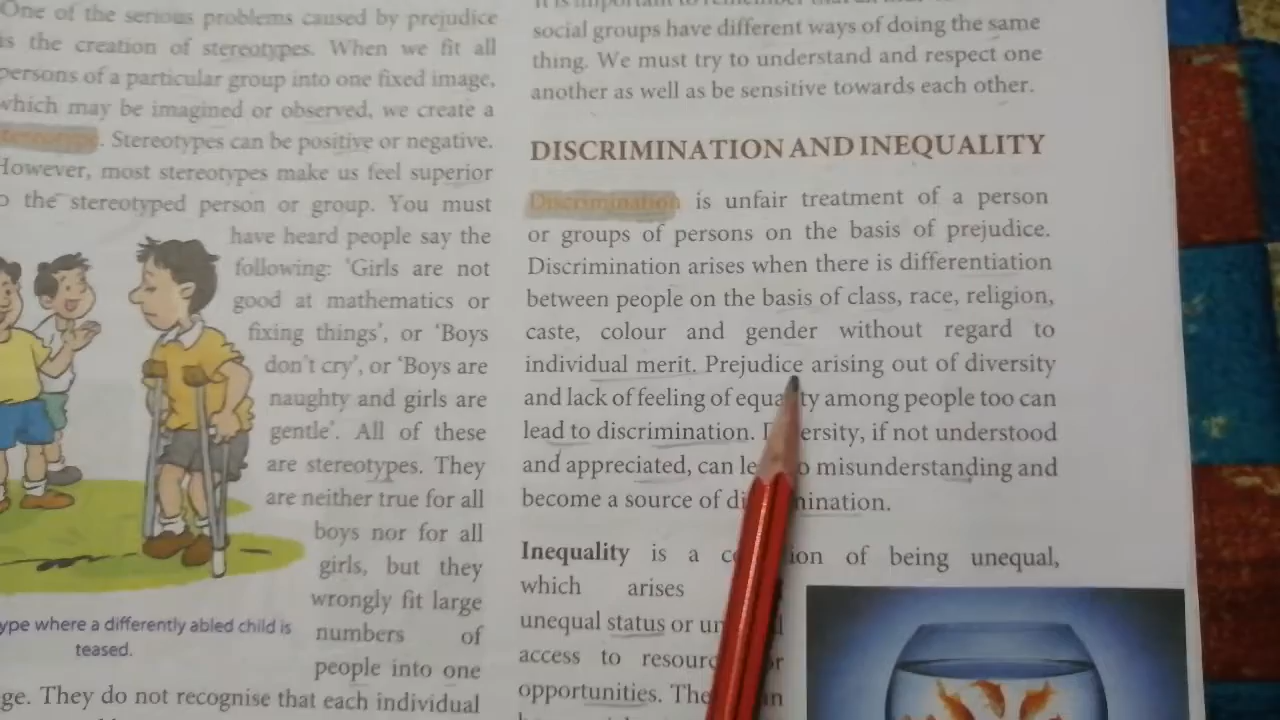 One of the serious problems caused by prejudice
is the creation of stereotypes. When we fit all
persons of a particular group into one fixed image,
which may be imagined or observed, we create a
stereotype. Stereotypes can be positive or negative.
However, most stereotypes make us feel superior
the stereotyped person or group. You must
have heard people say the
following: 'Girls are not
good at mathematics or
fixing things', or 'Boys
don't cry', or 'Boys are
naughty and girls are
gentle'. All of these
are stereotypes. They
are neither true for all
boys nor for all
girls, but they
wrongly fit large
numbers of
people into one
ge. They do not recognise that each individual
ype where a differently abled child is
teased.
social groups have different ways of doing the same
thing. We must try to understand and respect one
another as well as be sensitive towards each other.
DISCRIMINATION AND INEQUALITY
Discrimination is unfair treatment of a person
or groups of persons on the basis of prejudice.
Discrimination arises when there is differentiation
between people on the basis of class, race, religion,
caste, colour and gender without regard to
individual merit. Prejudice arising out of diversity
and lack of feeling of equa ty among people too can
lead to discrimination. D ersity, if not understood
and appreciated, can le o misunderstanding and
become a source of di ination.
Inequality is a co ion of being unequal,
which arises
unequal status or un
access to resourc r
opportunities. The n